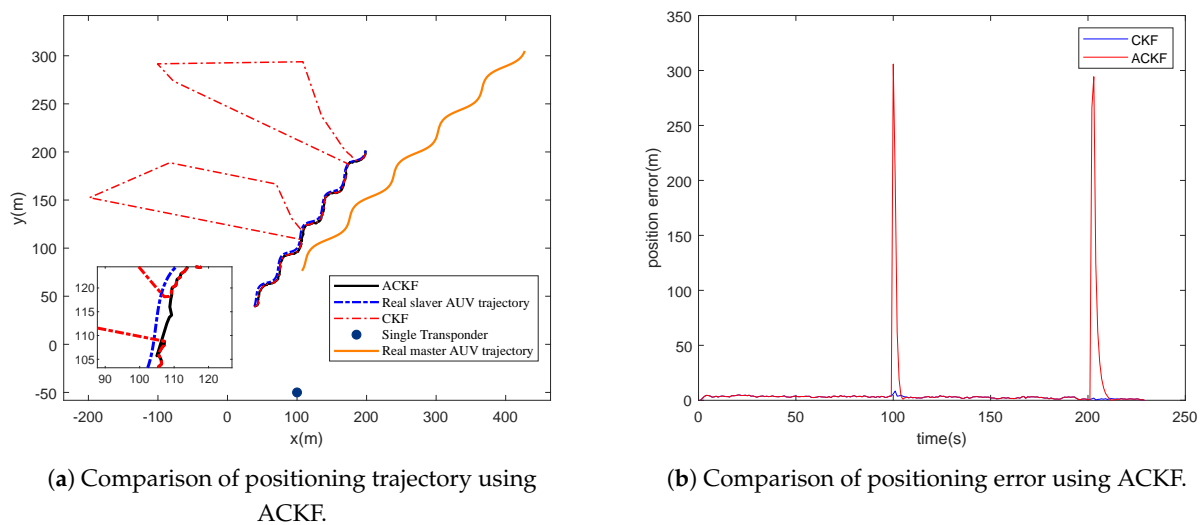 300
250
200
150
100
50
0
-50
y(m)
-200
-100
0
100
200
300
400
x(m)
120
115
110
105
90
100
110
120
ACKF
Real slaver AUV trajectory
CKF
Single Transponder
Real master AUV trajectory
(a) Comparison of positioning trajectory using
ACKF.
350
300
250
200
150
100
50
0
position error(m)
0
50
100
150
200
250
time(s)
CKF
ACKF
(b) Comparison of positioning error using ACKF.